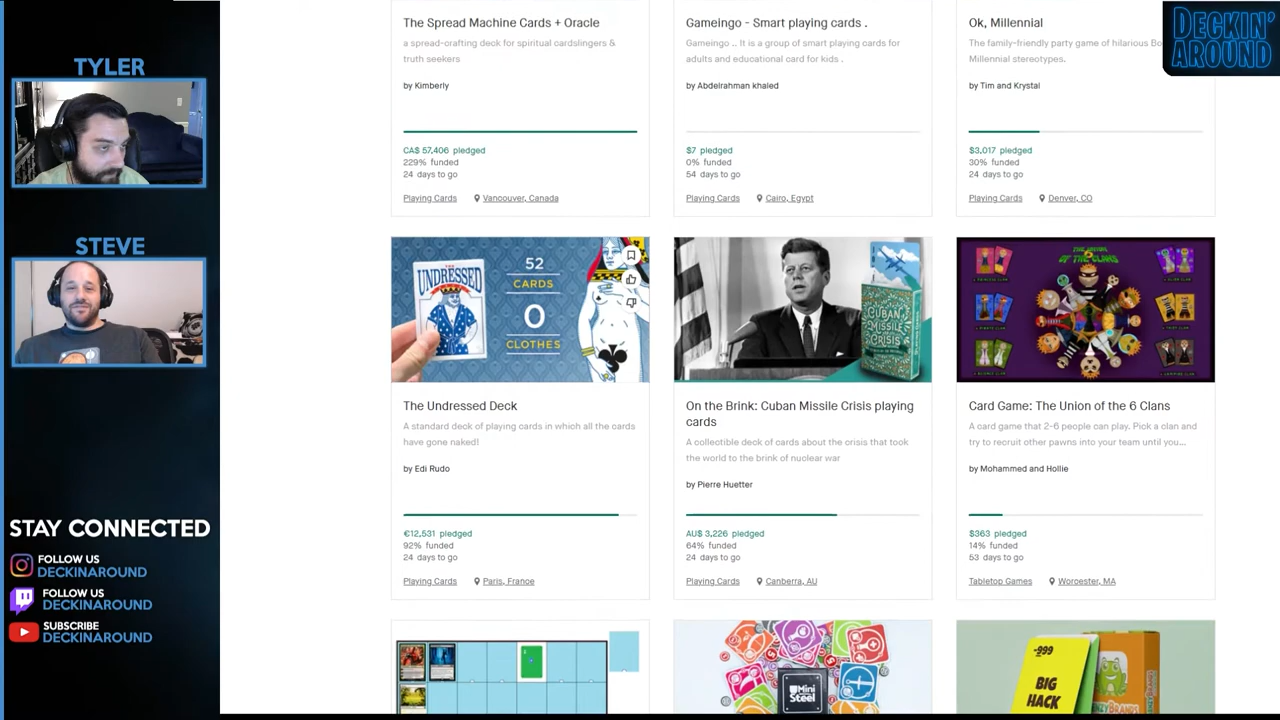 TYLER
STEVE
STAY CONNECTED
FOLLOW US
DECKINAROUND
FOLLOW US
DECKINAROUND
SUBSCRIBE
DECKINAROUND
DECKIN'
AROUND
The Spread Machine Cards + Oracle
a spread-crafting deck for spiritual cardslingers &
truth seekers
by Kimberly
CA$ 57,406 pledged
229% funded
24 days to go
Playing Cards
Vancouver, Canada
Gameingo - Smart playing cards .
Gameingo .. It is a group of smart playing cards for
adults and educational card for kids .
by Abdelrahman khaled
$7 pledged
0% funded
54 days to go
Playing Cards
Cairo, Egypt
Ok, Millennial
The family-friendly party game of hilarious
Millennial stereotypes.
by Tim and Krystal
$3,017 pledged
30% funded
24 days to go
Playing Cards
Denver, CO
UNDRESSED
52
CARDS
0
CLOTHES
The Undressed Deck
A standard deck of playing cards in which all the cards
have gone naked!
by Edi Rudo
€12,531 pledged
92% funded
24 days to go
Playing Cards
Paris, France
CUBAN
MISSILE
CRISIS
On the Brink: Cuban Missile Crisis playing
cards
A collectible deck of cards about the crisis that took
the world to the brink of nuclear war
by Pierre Huetter
AU$ 3,226 pledged
64% funded
24 days to go
Playing Cards
Canberra, AU
Card Game: The Union of the 6 Clans
A card game that 2-6 people can play. Pick a clan and
try to recruit other pawns into your team until you...
by Mohammed and Hollie
$363 pledged
14% funded
53 days to go
Tabletop Games
Worcester, MA
Mini
Steel
-999
BIG
HACK